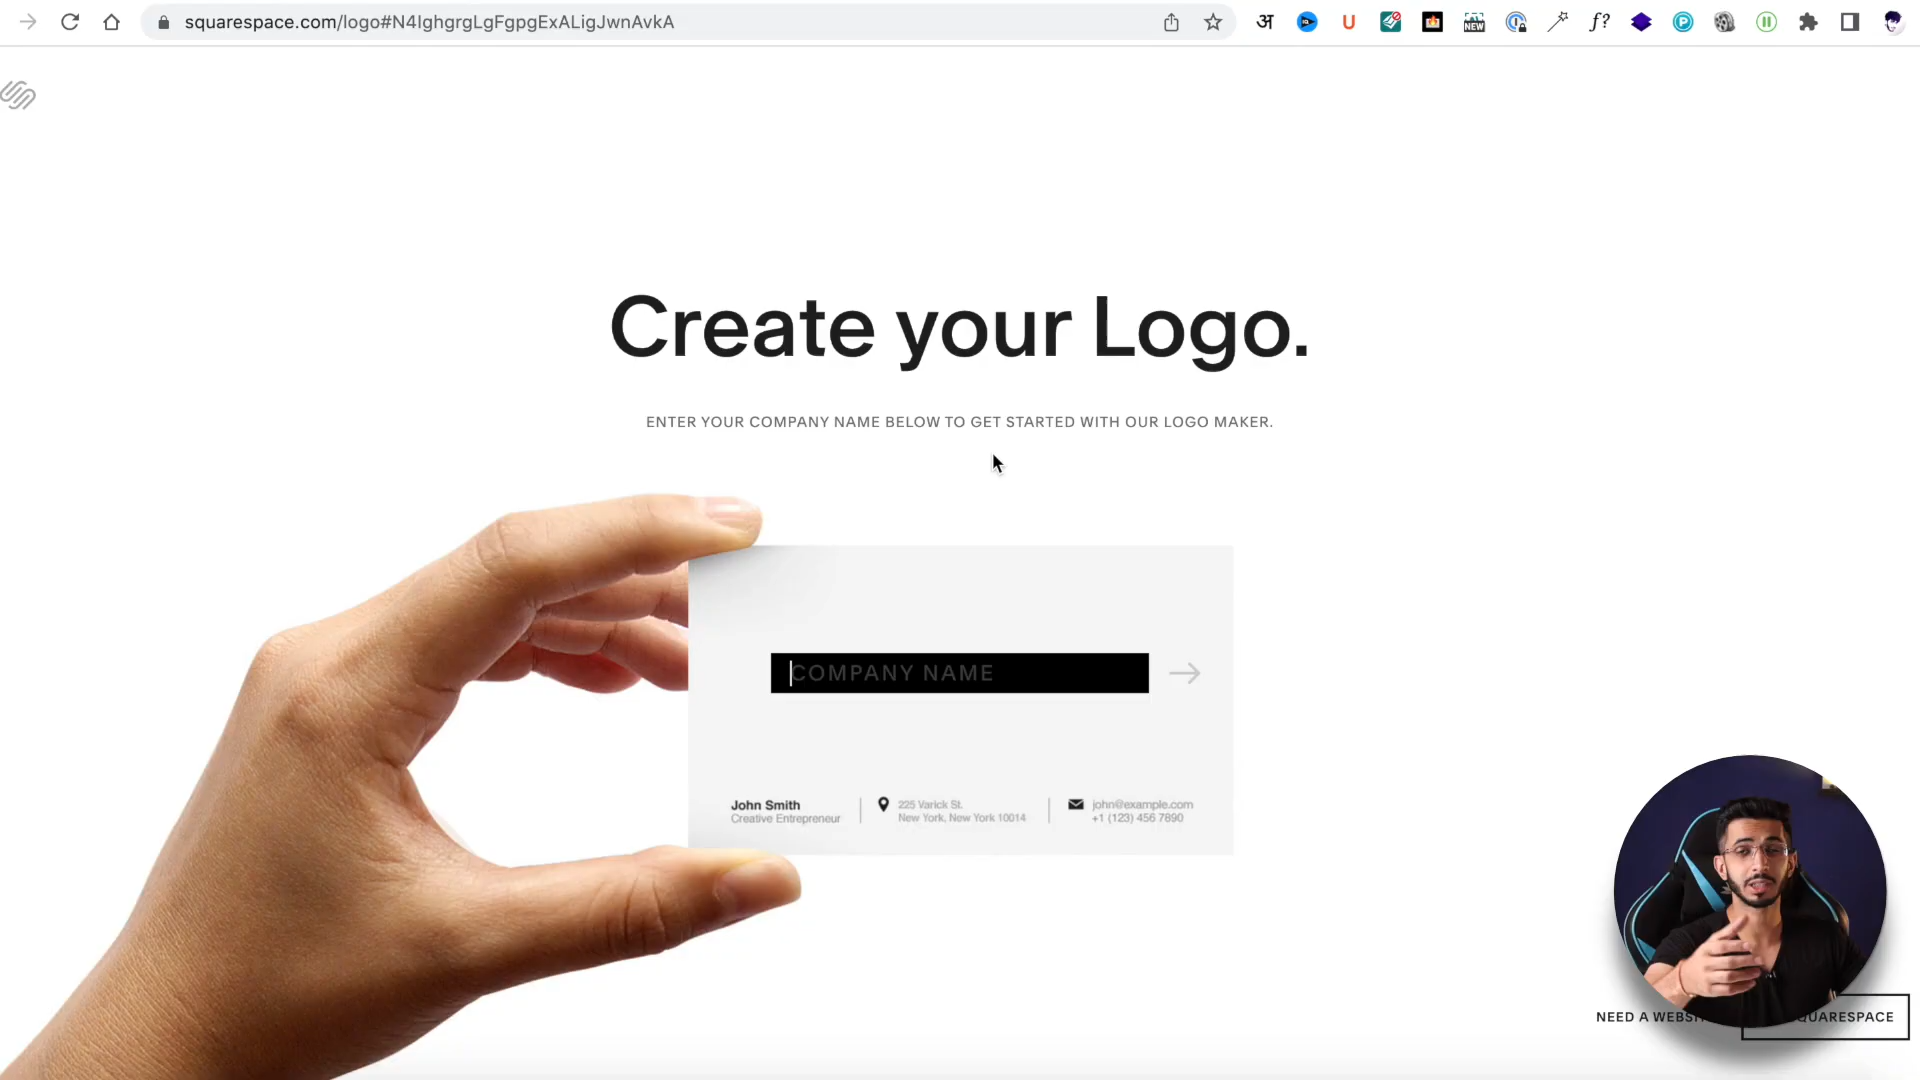 squarespace.com/logo#N4IghgrgLgFgpgExALigJwnAvkA
अ
U
NEW
f?
P
Create your Logo.
ENTER YOUR COMPANY NAME BELOW TO GET STARTED WITH OUR LOGO MAKER.
COMPANY NAME
John Smith
Creative Entrepreneur
225 Varick St.
New York, New York 10014
john@example.com
+1 (123) 456 7890
NEED A
SQUARESPACE